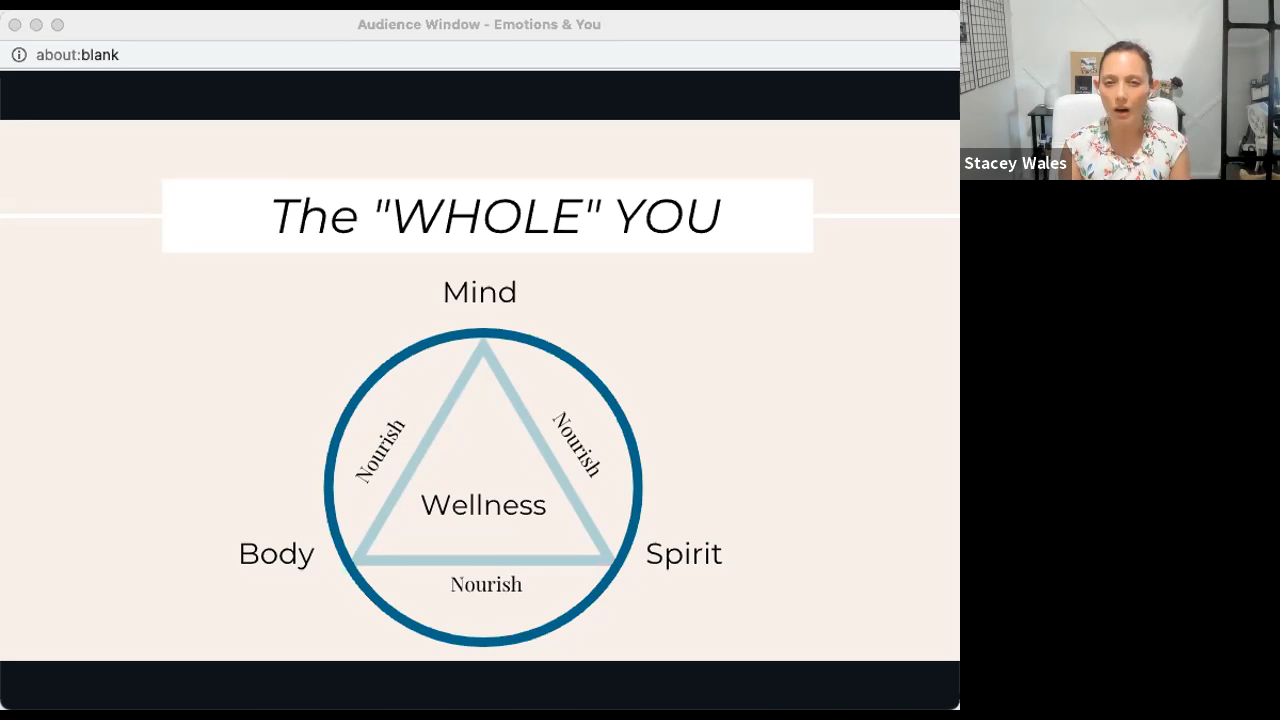 Audience Window - Emotions & You
about:blank
Stacey Wales
The "WHOLE" YOU
Mind
Nourish
Nourish
Wellness
Body
Spirit
Nourish